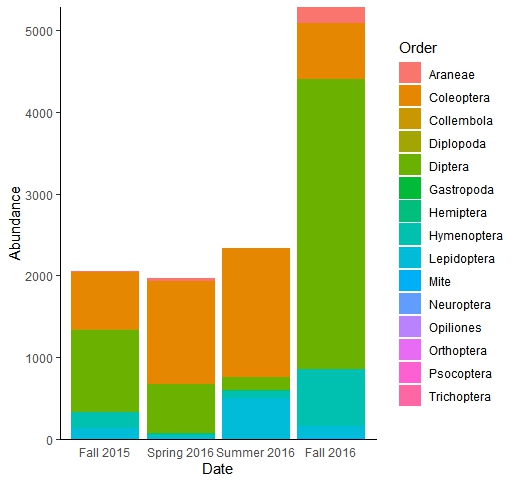 5000
4000
3000
2000
1000
0
Abundance
Fall 2015 Spring 2016 Summer 2016 Fall 2016
Date
Order
Araneae
Coleoptera
Collembola
Diplopoda
Diptera
Gastropoda
Hemiptera
Hymenoptera
Lepidoptera
Mite
Neuroptera
Opiliones
Orthoptera
Psocoptera
Trichoptera